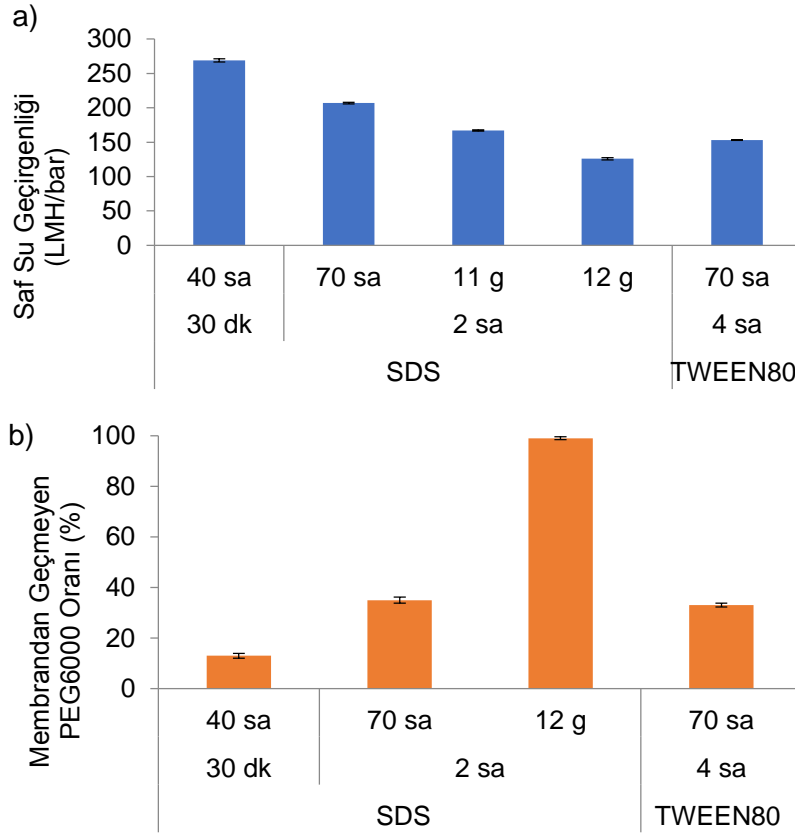 a)
Saf Su Geçirgenliği
(LMH/bar)
300
250
200
150
100
50
0
40 sa 70 sa 11 g 12 g 70 sa
30 dk 2 sa 4 sa
SDS TWEEN80
b)
Membrandan Geçmeyen
PEG6000 Oranı (%)
100
80
60
40
20
0
40 sa 70 sa 12 g 70 sa
30 dk 2 sa 4 sa
SDS TWEEN80